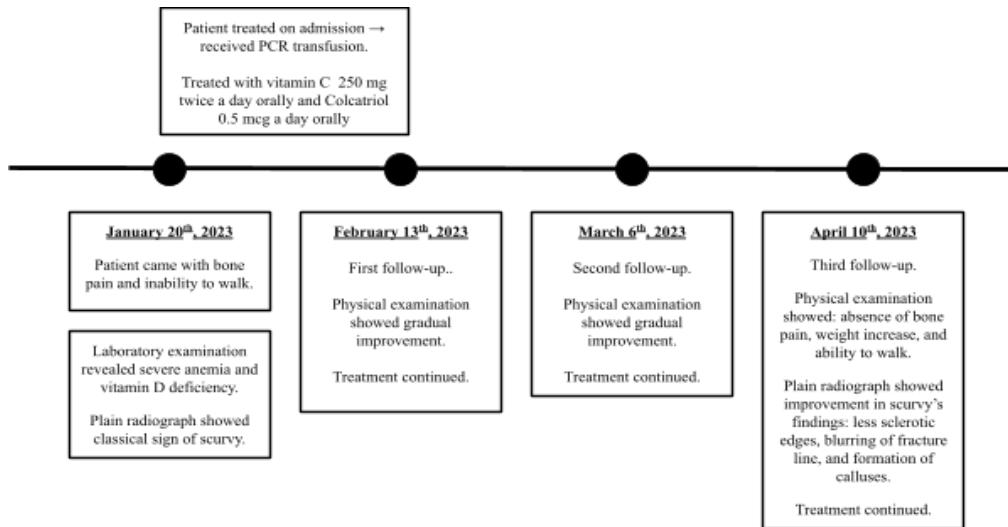 Patient treated on admission →
received PCR transfusion.
Treated with vitamin C 250 mg
twice a day orally and Colcatriol
0.5 mcg a day orally
January 20th, 2023
Patient came with bone
pain and inability to walk.
Laboratory examination
revealed severe anemia and
vitamin D deficiency.
Plain radiograph showed
classical sign of scurvy.
February 13th, 2023
First follow-up..
Physical examination
showed gradual
improvement.
Treatment continued.
March 6th, 2023
Second follow-up.
Physical examination
showed gradual
improvement.
Treatment continued.
April 10th, 2023
Third follow-up.
Physical examination
showed: absence of bone
pain, weight increase, and
ability to walk.
Plain radiograph showed
improvement in scurvy's
findings: less sclerotic
edges, blurring of fracture
line, and formation of
calluses.
Treatment continued.